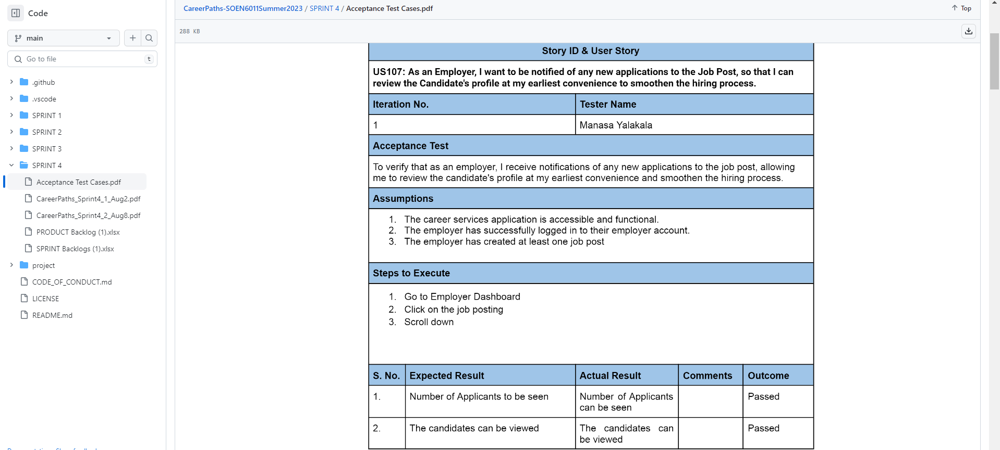 Code
main
Go to file
t
.github
.vscode
SPRINT 1
SPRINT 2
SPRINT 3
SPRINT 4
Acceptance Test Cases.pdf
CareerPaths_Sprint4_1_Aug2.pdf
CareerPaths_Sprint4_2_Aug8.pdf
PRODUCT Backlog (1).xlsx
SPRINT Backlogs (1).xlsx
project
CODE_OF_CONDUCT.md
LICENSE
README.md
CareerPaths-SOEN6011Summer2023 / SPRINT 4 / Acceptance Test Cases.pdf
Top
288 KB
Story ID & User Story
US107: As an Employer, I want to be notified of any new applications to the Job Post, so that I can
review the Candidate's profile at my earliest convenience to smoothen the hiring process.
Iteration No.
Tester Name
1
Manasa Yalakala
Acceptance Test
To verify that as an employer, I receive notifications of any new applications to the job post, allowing
me to review the candidate's profile at my earliest convenience and smoothen the hiring process.
Assumptions
1. The career services application is accessible and functional.
2. The employer has successfully logged in to their employer account.
3. The employer has created at least one job post
Steps to Execute
1. Go to Employer Dashboard
2. Click on the job posting
3. Scroll down
S. No.
Expected Result
Actual Result
Comments
Outcome
1.
Number of Applicants to be seen
Number of Applicants
can be seen
Passed
2.
The candidates can be viewed
The candidates can
be viewed
Passed